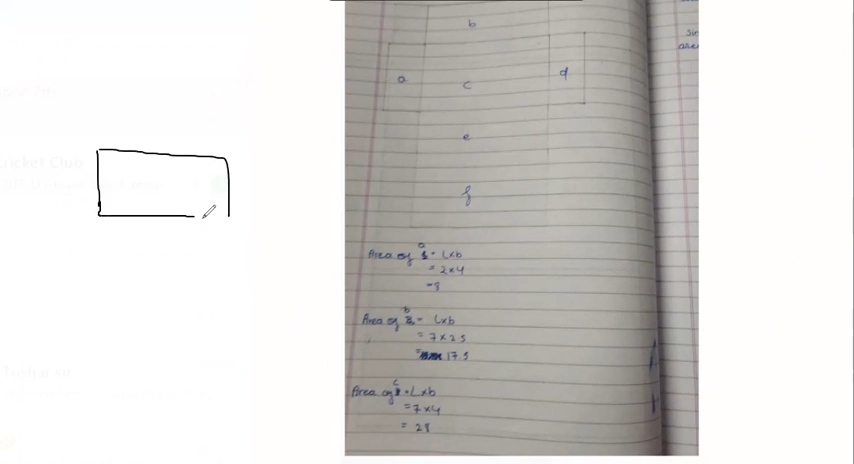 b
a
c
d
e
f
Area of a = L×b
= 2×4
= 8
Area of b = L×b
= 7×2.5
= 17.5
Area of c = L×b
= 7×4
= 28